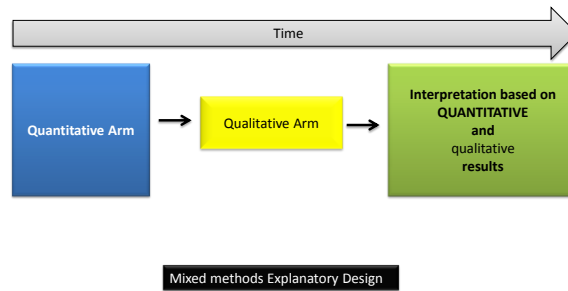 Time
Quantitative Arm
Qualitative Arm
Interpretation based on
QUANTITATIVE
and
qualitative
results
Mixed methods Explanatory Design